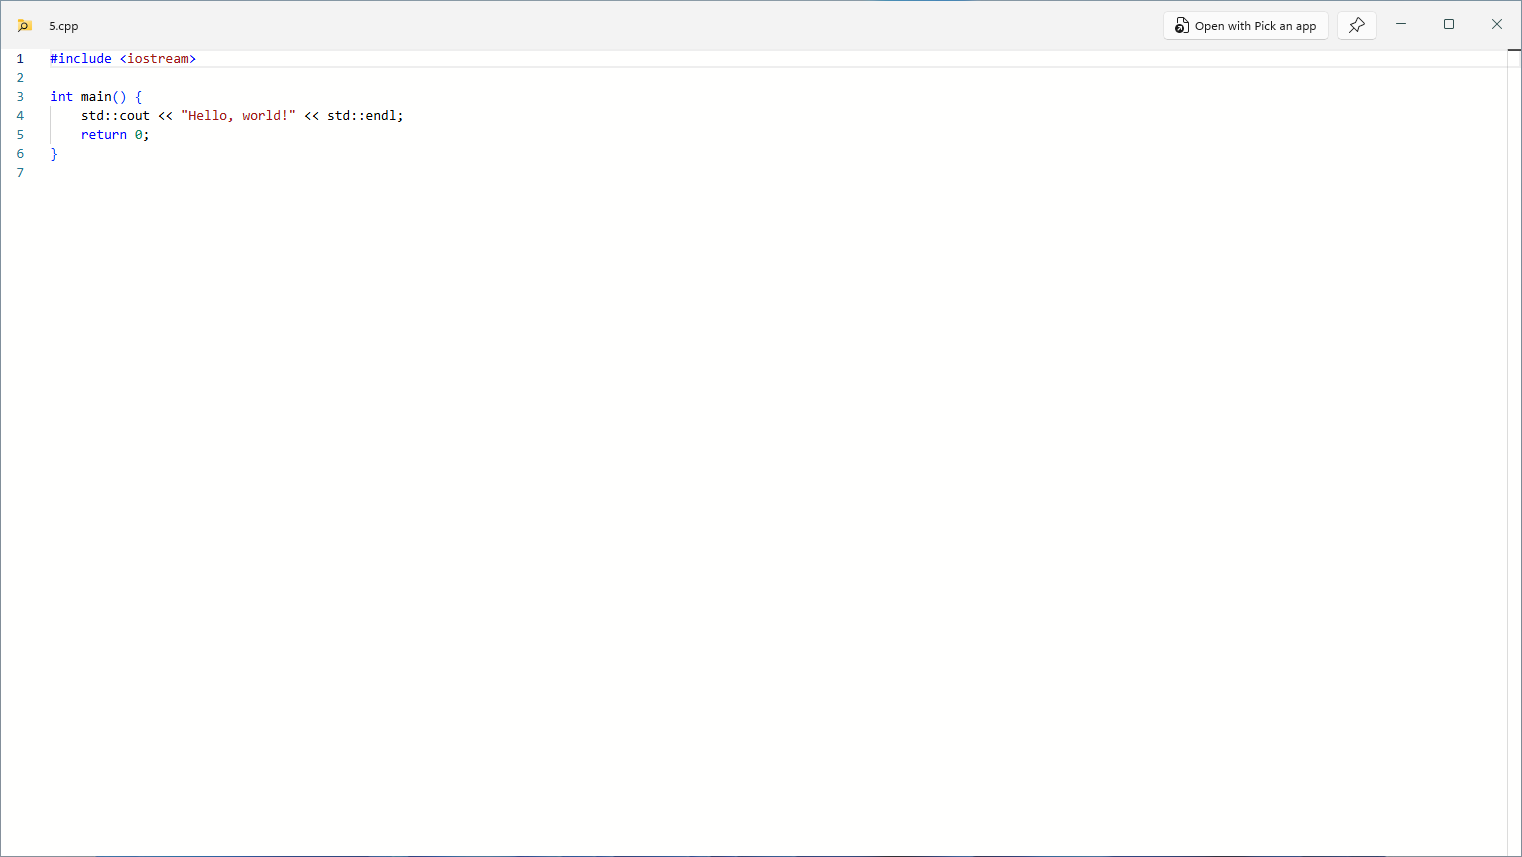 5.cpp
Open with Pick an app
1 #include <iostream>
2
3 int main() {
4     std::cout << "Hello, world!" << std::endl;
5     return 0;
6 }
7